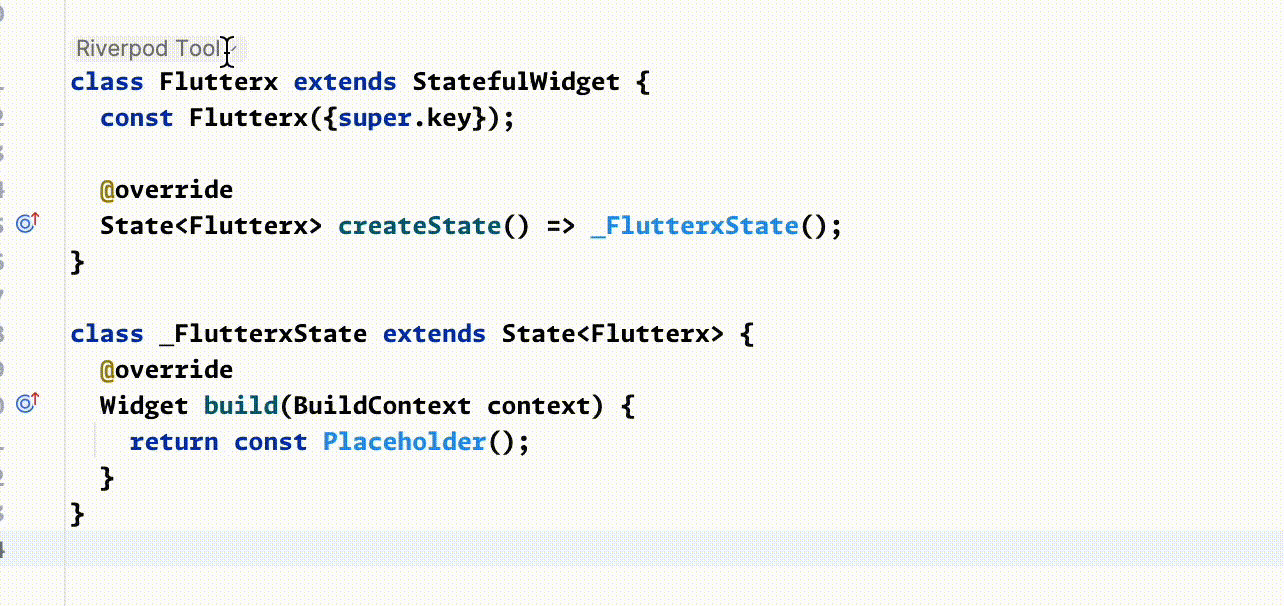 Riverpod Tool
class Flutterx extends StatefulWidget {
  const Flutterx({super.key});
  @override
  State<Flutterx> createState() => _FlutterxState();
}
class _FlutterxState extends State<Flutterx> {
  @override
  Widget build(BuildContext context) {
    return const Placeholder();
  }
}